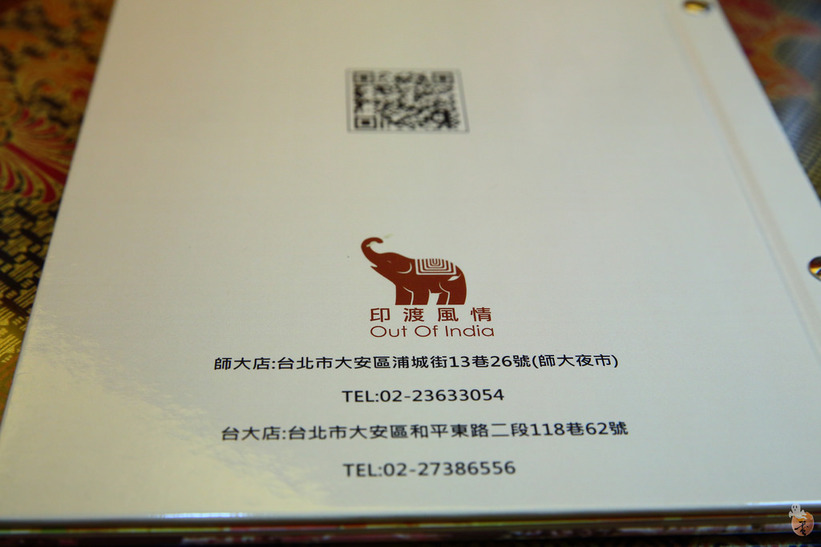 印渡風情
Out Of India
師大店:台北市大安區浦城街13巷26號(師大夜市)
TEL:02-23633054
台大店:台北市大安區和平東路二段118巷62號
TEL:02-27386556